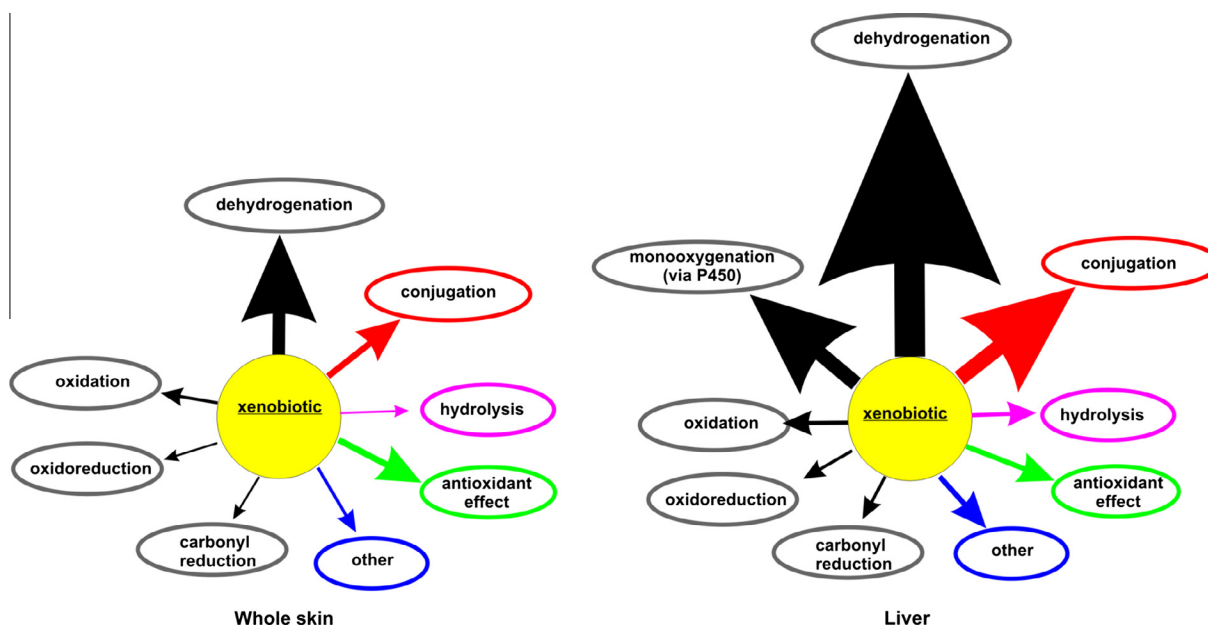 dehydrogenation
conjugation
oxidation
xenobiotic
hydrolysis
oxidoreduction
antioxidant
effect
carbonyl
reduction
other
Whole skin
dehydrogenation
monooxygenation
(via P450)
conjugation
xenobiotic
oxidation
hydrolysis
oxidoreduction
antioxidant
effect
carbonyl
reduction
other
Liver